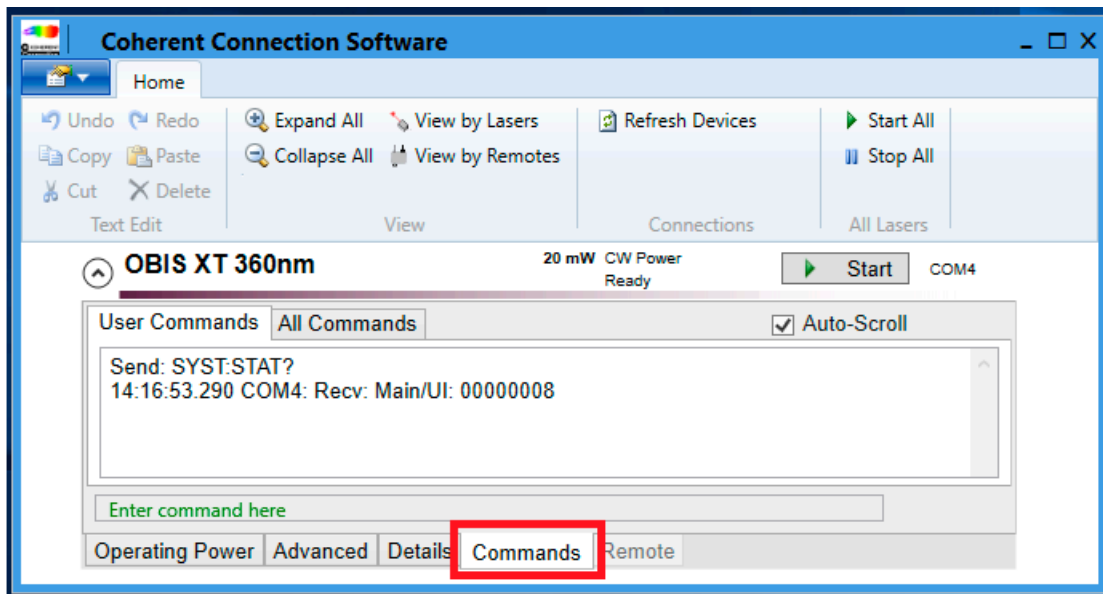 Coherent Connection Software
Home
Undo Redo Expand All View by Lasers Refresh Devices Start All
Copy Paste Collapse All View by Remotes Stop All
Cut Delete
Text Edit View Connections All Lasers
OBIS XT 360nm 20 mW CW Power Start COM4
Ready
User Commands All Commands Auto-Scroll
Send: SYST:STAT?
14:16:53.290 COM4: Recv: Main/UI: 00000008
Enter command here
Operating Power Advanced Details Commands Remote